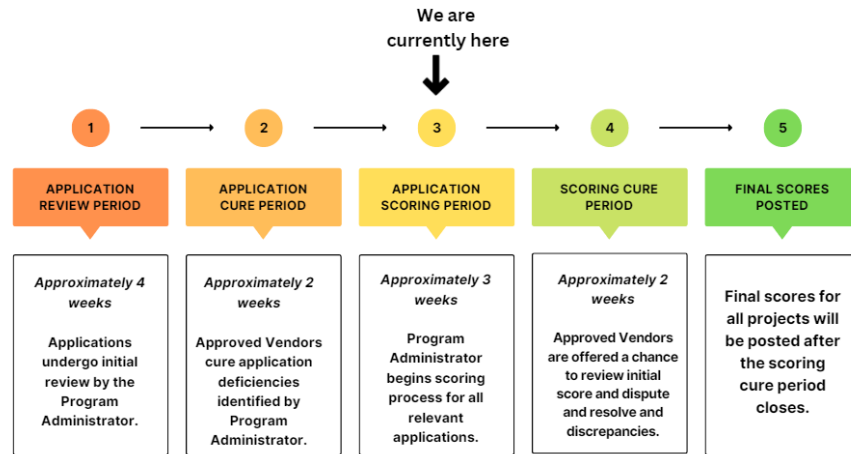 We are
currently here
1
2
3
4
5
APPLICATION
REVIEW PERIOD
APPLICATION
CURE PERIOD
APPLICATION
SCORING PERIOD
SCORING CURE
PERIOD
FINAL SCORES
POSTED
Approximately 4
weeks
Applications
undergo initial
review by the
Program
Administrator.
Approximately 2
weeks
Approved Vendors
cure application
deficiencies
identified by
Program
Administrator.
Approximately 3
weeks
Program
Administrator
begins scoring
process for all
relevant
applications.
Approximately 2
weeks
Approved Vendors
are offered a chance
to review initial
score and dispute
and resolve and
discrepancies.
Final scores for
all projects will
be posted after
the scoring
cure period
closes.